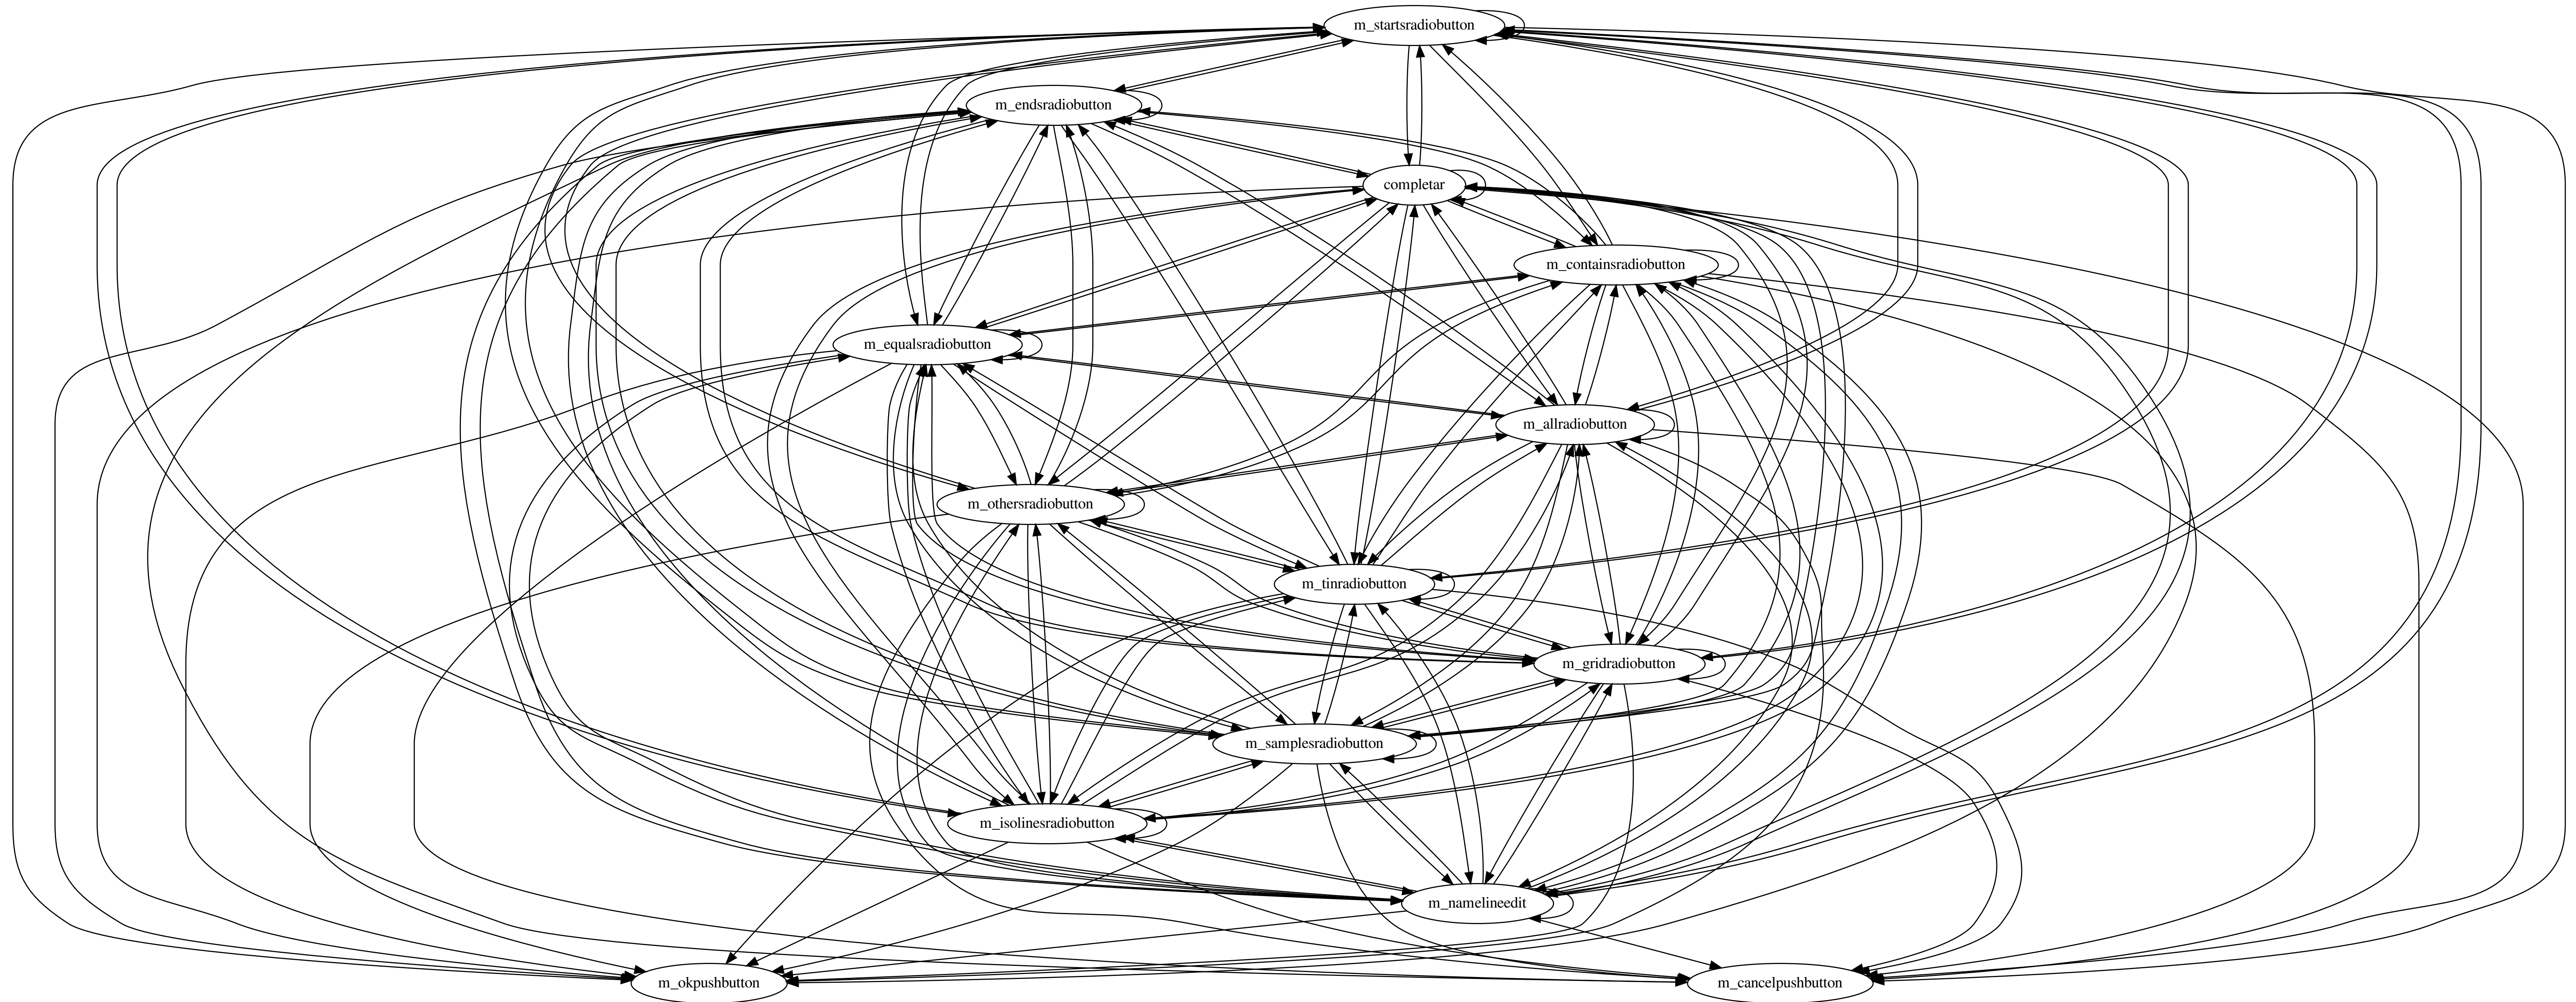 m_startsradiobutton
m_endsradiobutton
completar
m_containsradiobutton
m_equalsradiobutton
m_allradiobutton
m_othersradiobutton
m_tinradiobutton
m_gridradiobutton
m_samplesradiobutton
m_isolinesradiobutton
m_namelineedit
m_okpushbutton
m_cancelpushbutton